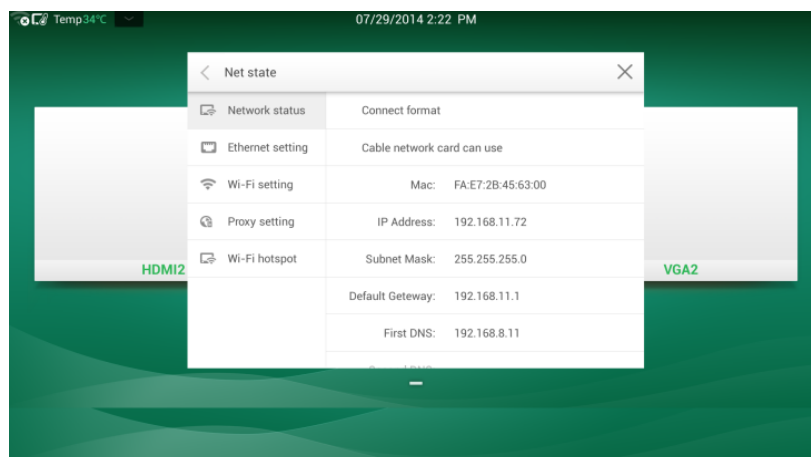 Temp34°C
07/29/2014 2:22 PM
Net state
Network status
Ethernet setting
Wi-Fi setting
Proxy setting
Wi-Fi hotspot
Connect format
Cable network card can use
Mac: FA:E7:2B:45:63:00
IP Address: 192.168.11.72
Subnet Mask: 255.255.255.0
Default Geteway: 192.168.11.1
First DNS: 192.168.8.11
HDMI2
VGA2